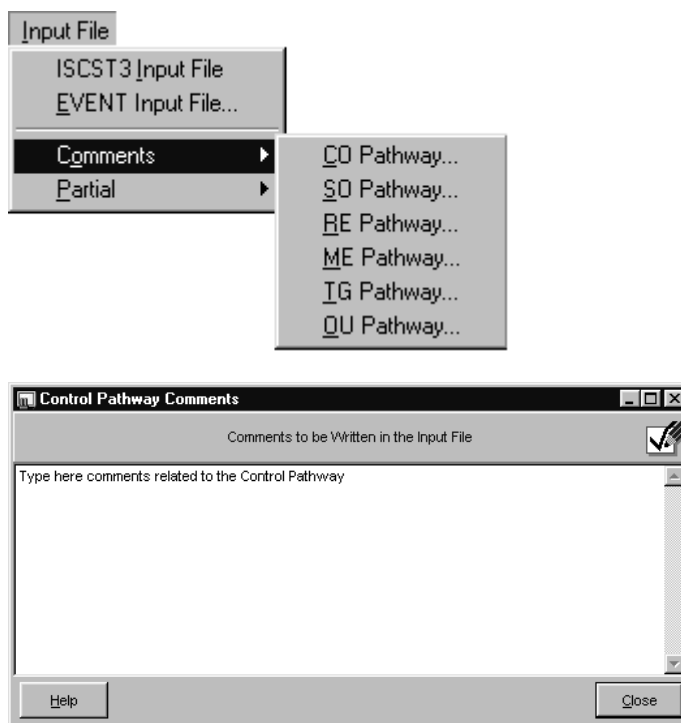 Input File
ISCST3 Input File
EVENT Input File...
Comments
Partial
CO Pathway...
SO Pathway...
RE Pathway...
ME Pathway...
TG Pathway...
OU Pathway...
Control Pathway Comments
Comments to be Written in the Input File
Type here comments related to the Control Pathway
Help
Close